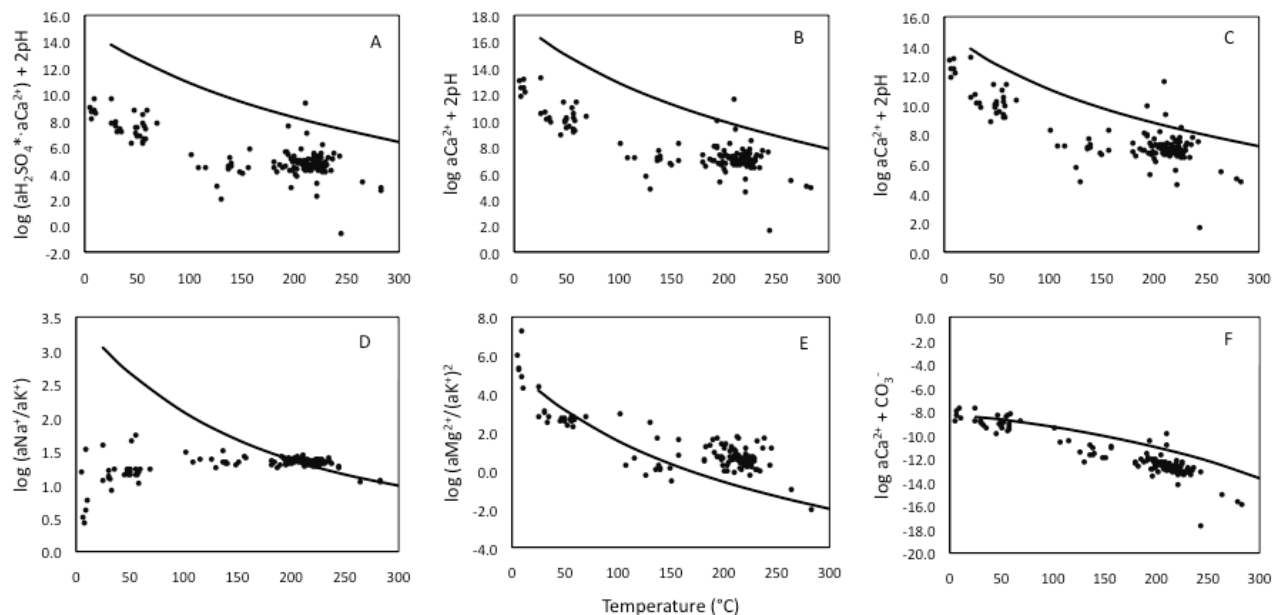 A
log (aH₂SO₄*·aCa²⁺) + 2pH
16.0
14.0
12.0
10.0
8.0
6.0
4.0
2.0
0.0
-2.0
0 50 100 150 200 250 300
B
log aCa²⁺ + 2pH
18.0
16.0
14.0
12.0
10.0
8.0
6.0
4.0
2.0
0.0
0 50 100 150 200 250 300
C
log aCa²⁺ + 2pH
16.0
14.0
12.0
10.0
8.0
6.0
4.0
2.0
0.0
0 50 100 150 200 250 300
D
log (aNa⁺/aK⁺)
3.5
3.0
2.5
2.0
1.5
1.0
0.5
0.0
0 50 100 150 200 250 300
E
log (aMg²⁺/(aK⁺)²
8.0
6.0
4.0
2.0
0.0
-2.0
-4.0
0 50 100 150 200 250 300
F
log aCa²⁺ + CO₃⁻
0.0
-2.0
-4.0
-6.0
-8.0
-10.0
-12.0
-14.0
-16.0
-18.0
-20.0
0 50 100 150 200 250 300
Temperature (°C)